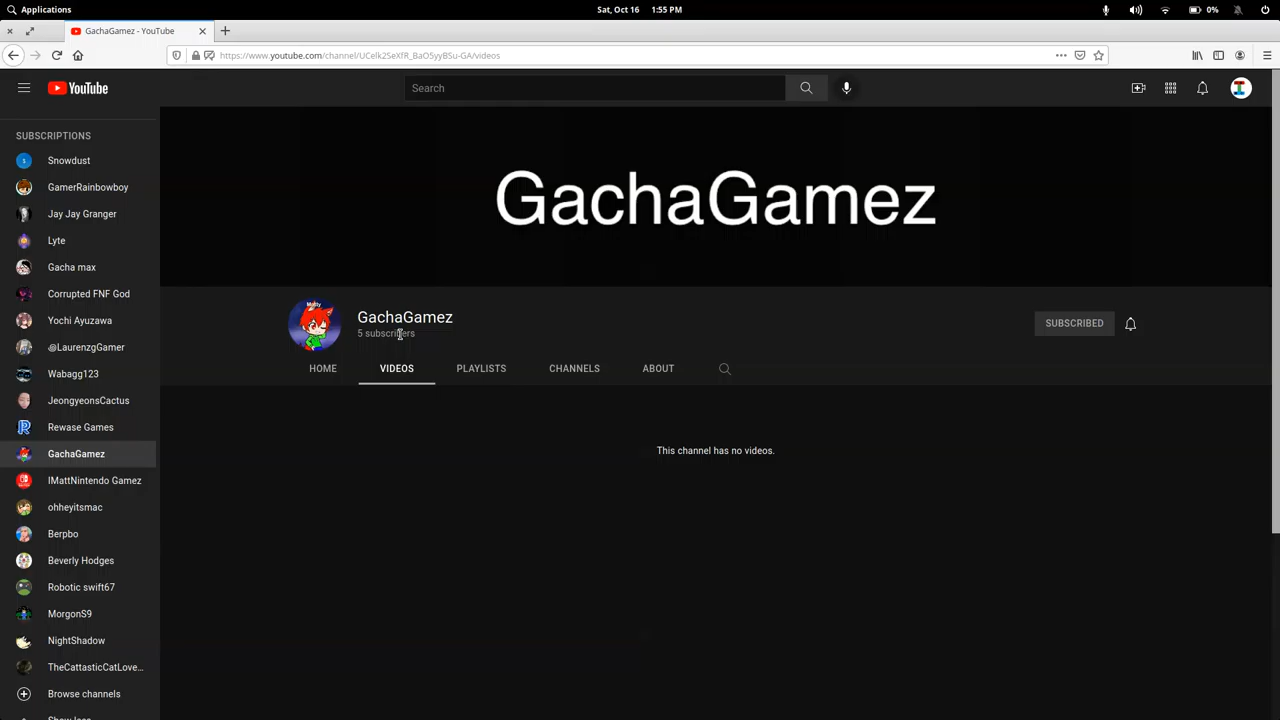 Applications
Sat, Oct 16 1:55 PM
0%
GachaGamez - YouTube
https://www.youtube.com/channel/UCelk2SeXfR_BaO5yyBSu-GA/videos
YouTube
Search
SUBSCRIPTIONS
Snowdust
GamerRainbowboy
Jay Jay Granger
Lyte
Gacha max
Corrupted FNF God
Yochi Ayuzawa
@LaurenzgGamer
Wabagg123
JeongyeonsCactus
Rewase Games
GachaGamez
IMattNintendo Gamez
ohheyitsmac
Berpbo
Beverly Hodges
Robotic swift67
MorgonS9
NightShadow
TheCattasticCatLove...
Browse channels
Show less
GachaGamez
Matty
GachaGamez
5 subscribers
SUBSCRIBED
HOME
VIDEOS
PLAYLISTS
CHANNELS
ABOUT
This channel has no videos.